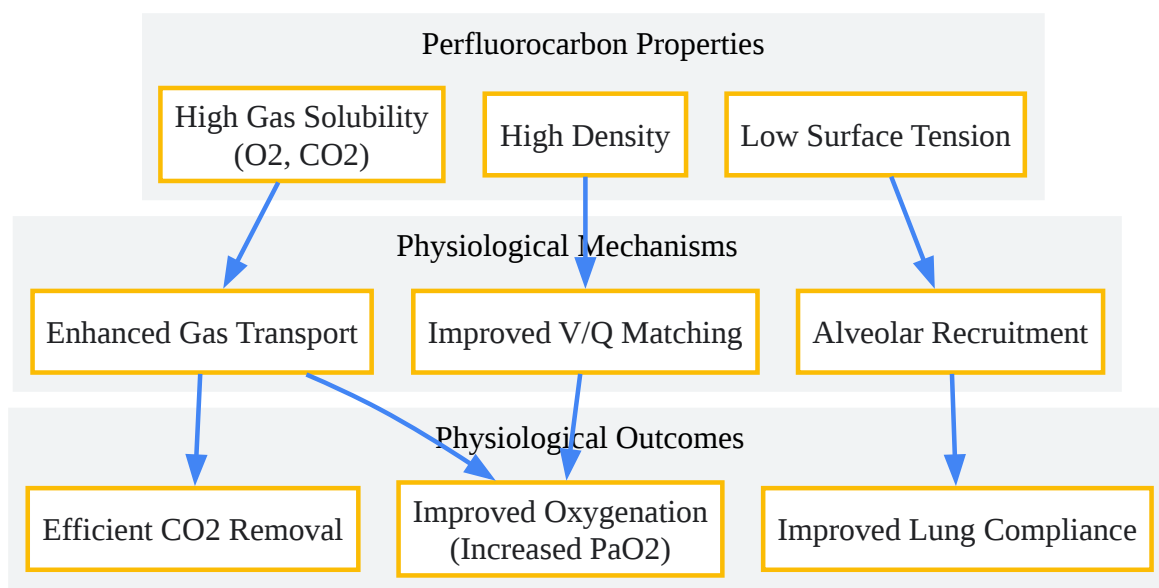 Perfluorocarbon Properties
High Gas Solubility
(O2, CO2)
High Density
Low Surface Tension
Physiological Mechanisms
Enhanced Gas Transport
Improved V/Q Matching
Alveolar Recruitment
Physiological Outcomes
Efficient CO2 Removal
Improved Oxygenation
(Increased PaO2)
Improved Lung Compliance